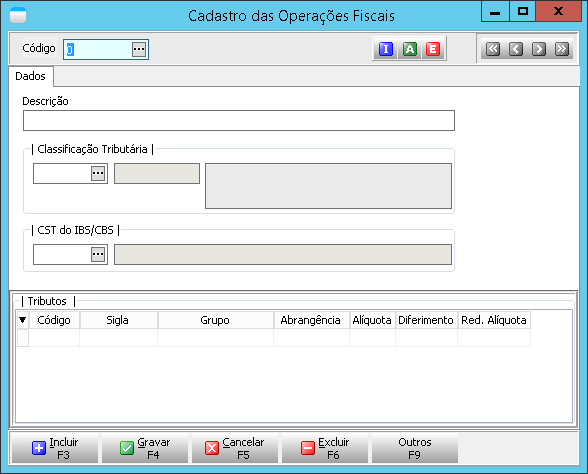 Cadastro das Operações Fiscais
Código 0 ...
I A E
Dados
Descrição
| Classificação Tributária |
...
| CST do IBS/CBS |
...
| Tributos |
Código Sigla Grupo Abrangência Alíquota Diferimento Red. Alíquota
Incluir Gravar Cancelar Excluir Outros
F3 F4 F5 F6 F9